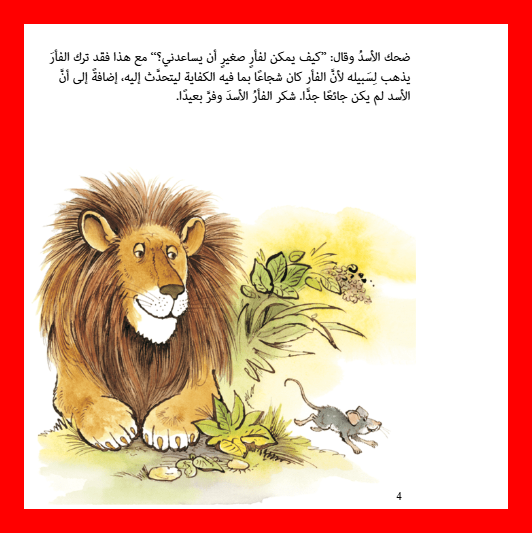 ضحك الأسدُ وقال: ”كيف يمكن لفأرٍ صغيرٍ أن يساعدني؟“ مع هذا فقد ترك الفأرَ
يذهب لِسَبيله لأنَّ الفأر كان شجاعًا بما فيه الكفاية ليتحدَّث إليه، إضافةً إلى أنَّ
الأسد لم يكن جائعًا جدًّا. شكر الفأرُ الأسدَ وفرَّ بعيدًا.
4